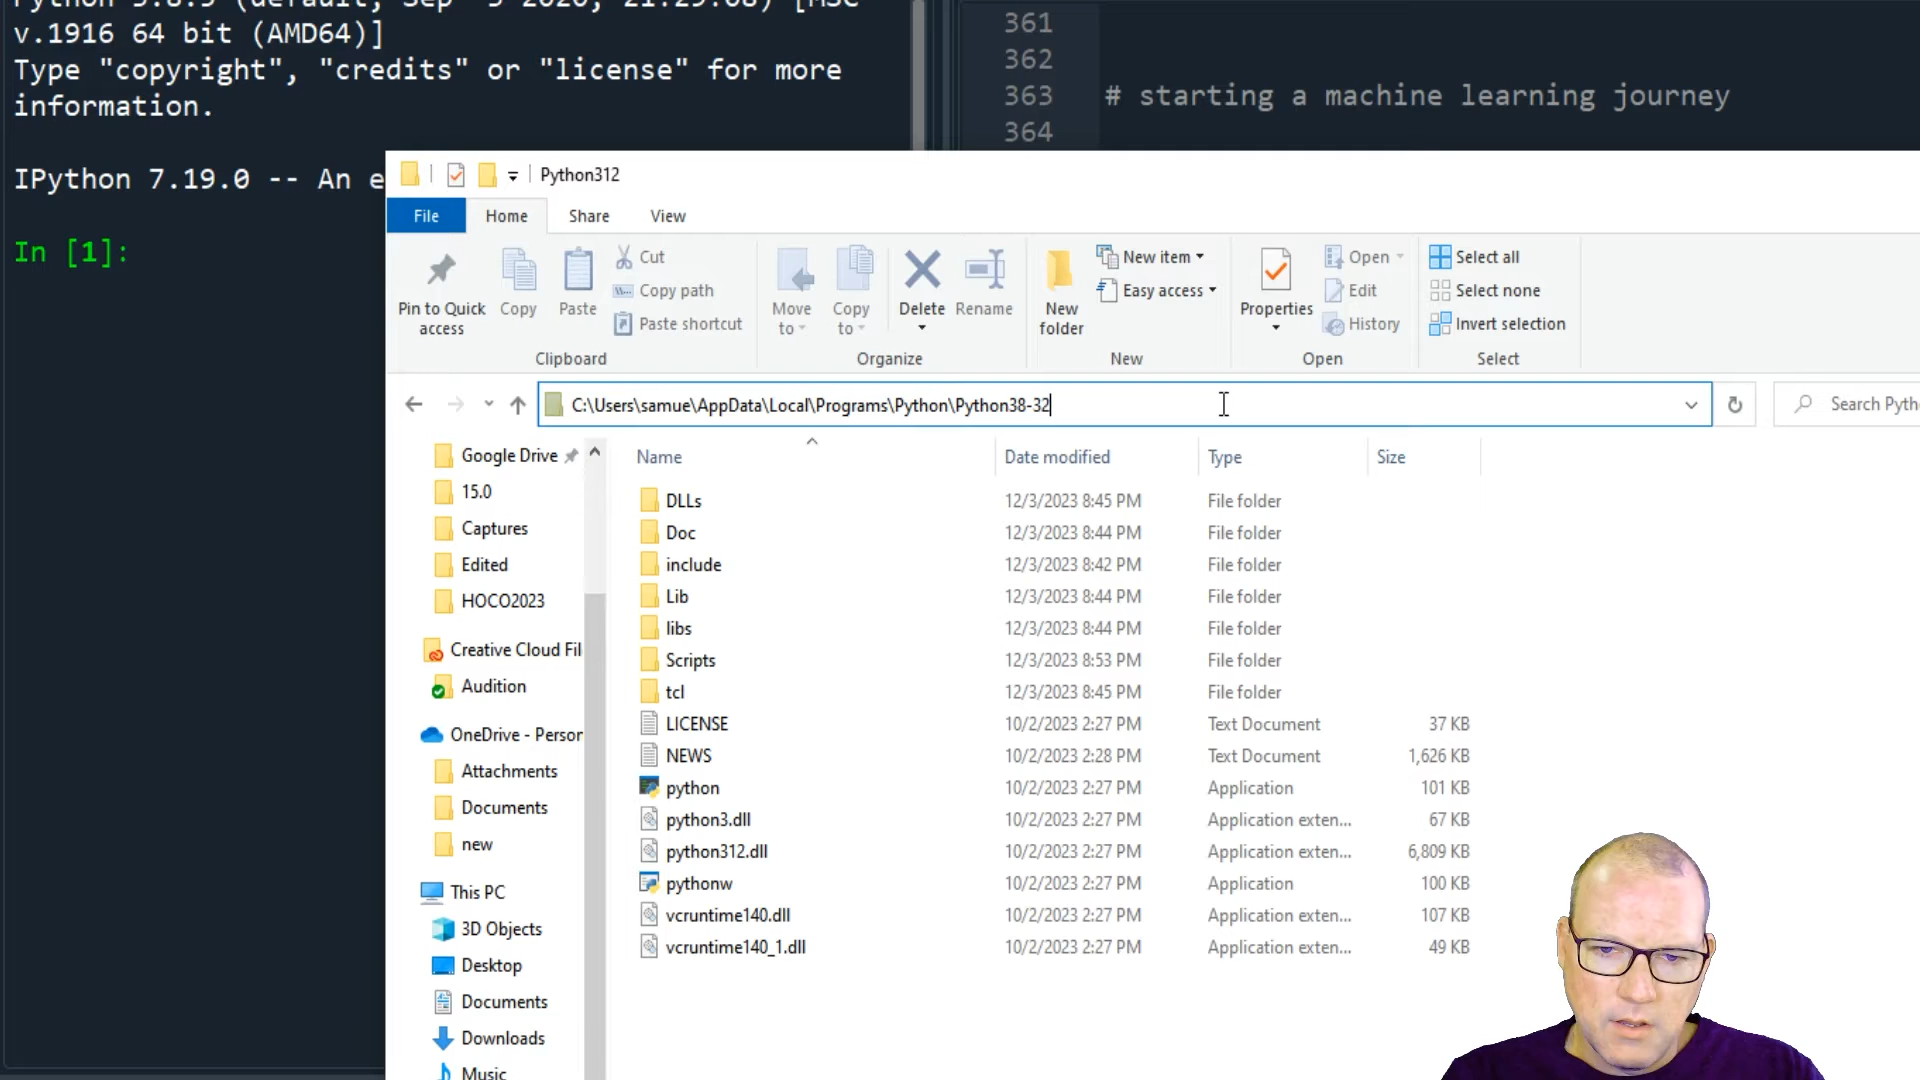 v.1916 64 bit (AMD64)]
Type "copyright", "credits" or "license" for more
information.
IPython 7.19.0 -- An e
In [1]:
361
362
363 # starting a machine learning journey
364
Python312
File Home Share View
Pin to Quick access
Copy
Paste
Cut
Copy path
Paste shortcut
Clipboard
Move to
Copy to
Delete
Rename
Organize
New folder
New item
Easy access
New
Properties
Open
Edit
History
Open
Select all
Select none
Invert selection
Select
C:\Users\samue\AppData\Local\Programs\Python\Python38-32
Search Pyth
Google Drive
15.0
Captures
Edited
HOCO2023
Creative Cloud Fil
Audition
OneDrive - Person
Attachments
Documents
new
This PC
3D Objects
Desktop
Documents
Downloads
Music
Name Date modified Type Size
DLLs 12/3/2023 8:45 PM File folder
Doc 12/3/2023 8:44 PM File folder
include 12/3/2023 8:42 PM File folder
Lib 12/3/2023 8:44 PM File folder
libs 12/3/2023 8:44 PM File folder
Scripts 12/3/2023 8:53 PM File folder
tcl 12/3/2023 8:45 PM File folder
LICENSE 10/2/2023 2:27 PM Text Document 37 KB
NEWS 10/2/2023 2:28 PM Text Document 1,626 KB
python 10/2/2023 2:27 PM Application 101 KB
python3.dll 10/2/2023 2:27 PM Application exten... 67 KB
python312.dll 10/2/2023 2:27 PM Application exten... 6,809 KB
pythonw 10/2/2023 2:27 PM Application 100 KB
vcruntime140.dll 10/2/2023 2:27 PM Application exten... 107 KB
vcruntime140_1.dll 10/2/2023 2:27 PM Application exten... 49 KB